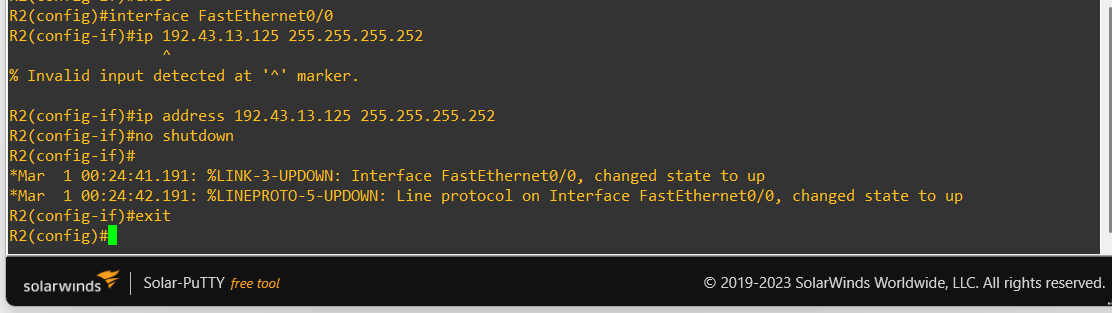 R2(config)#interface FastEthernet0/0
R2(config-if)#ip 192.43.13.125 255.255.255.252
^
% Invalid input detected at '^' marker.
R2(config-if)#ip address 192.43.13.125 255.255.255.252
R2(config-if)#no shutdown
R2(config-if)#
*Mar  1 00:24:41.191: %LINK-3-UPDOWN: Interface FastEthernet0/0, changed state to up
*Mar  1 00:24:42.191: %LINEPROTO-5-UPDOWN: Line protocol on Interface FastEthernet0/0, changed state to up
R2(config-if)#exit
R2(config)#
solarwinds Solar-PuTTY free tool © 2019-2023 SolarWinds Worldwide, LLC. All rights reserved.